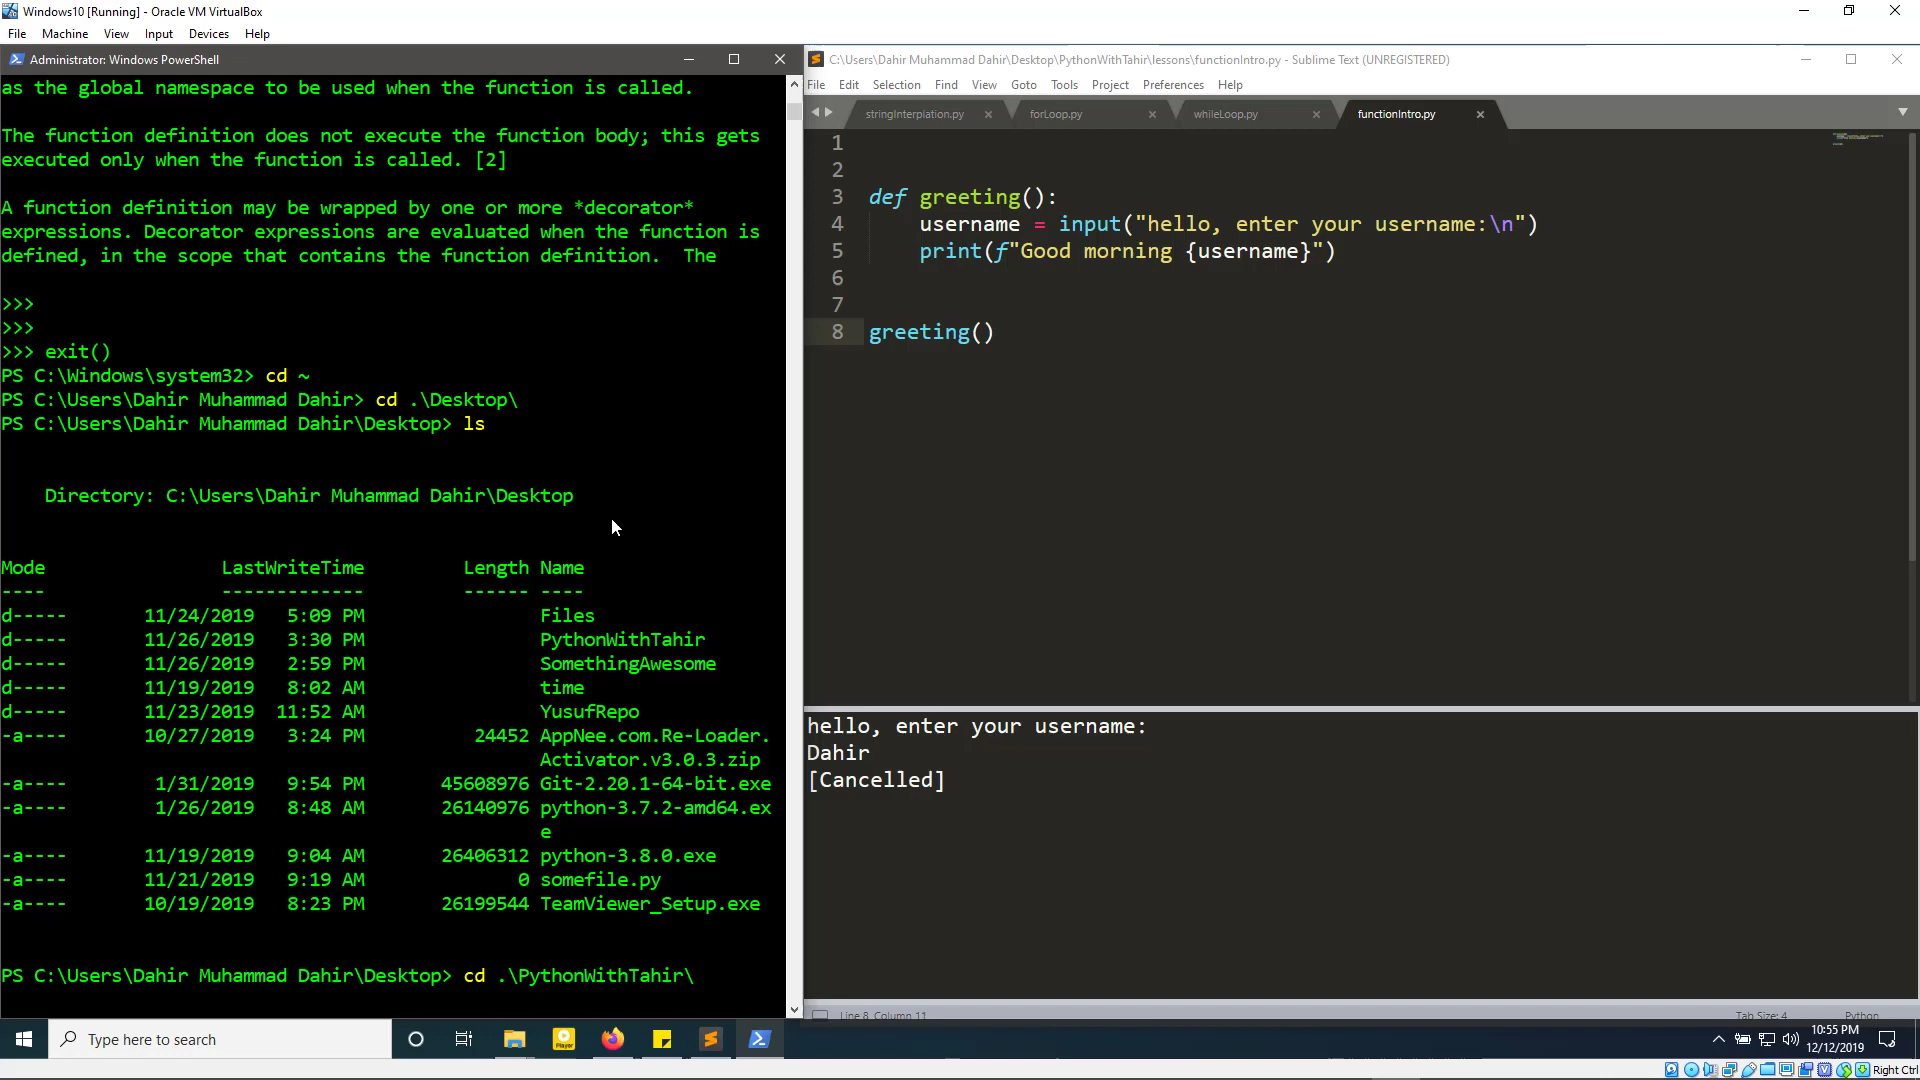 Windows10 [Running] - Oracle VM VirtualBox
File Machine View Input Devices Help
Administrator: Windows PowerShell
as the global namespace to be used when the function is called.
The function definition does not execute the function body; this gets
executed only when the function is called. [2]
A function definition may be wrapped by one or more *decorator*
expressions. Decorator expressions are evaluated when the function is
defined, in the scope that contains the function definition.  The
>>>
>>>
>>> exit()
PS C:\Windows\system32> cd ~
PS C:\Users\Dahir Muhammad Dahir> cd .\Desktop\
PS C:\Users\Dahir Muhammad Dahir\Desktop> ls
Directory: C:\Users\Dahir Muhammad Dahir\Desktop
Mode LastWriteTime Length Name
---- ------------- ------ ----
d----- 11/24/2019 5:09 PM Files
d----- 11/26/2019 3:30 PM PythonWithTahir
d----- 11/26/2019 2:59 PM SomethingAwesome
d----- 11/19/2019 8:02 AM time
d----- 11/23/2019 11:52 AM YusufRepo
-a---- 10/27/2019 3:24 PM 24452 AppNee.com.Re-Loader.
Activator.v3.0.3.zip
-a---- 1/31/2019 9:54 PM 45608976 Git-2.20.1-64-bit.exe
-a---- 1/26/2019 8:48 AM 26140976 python-3.7.2-amd64.ex
e
-a---- 11/19/2019 9:04 AM 26406312 python-3.8.0.exe
-a---- 11/21/2019 9:19 AM 0 somefile.py
-a---- 10/19/2019 8:23 PM 26199544 TeamViewer_Setup.exe
PS C:\Users\Dahir Muhammad Dahir\Desktop> cd .\PythonWithTahir\
C:\Users\Dahir Muhammad Dahir\Desktop\PythonWithTahir\lessons\functionIntro.py - Sublime Text (UNREGISTERED)
File Edit Selection Find View Goto Tools Project Preferences Help
stringInterplation.py forLoop.py whileLoop.py functionIntro.py
1
2
3 def greeting():
4 username = input("hello, enter your username:\n")
5 print(f"Good morning {username}")
6
7
8 greeting()
hello, enter your username:
Dahir
[Cancelled]
Line 8, Column 11 Tab Size: 4 Python
Type here to search
Player
10:55 PM
12/12/2019
Right Ctrl